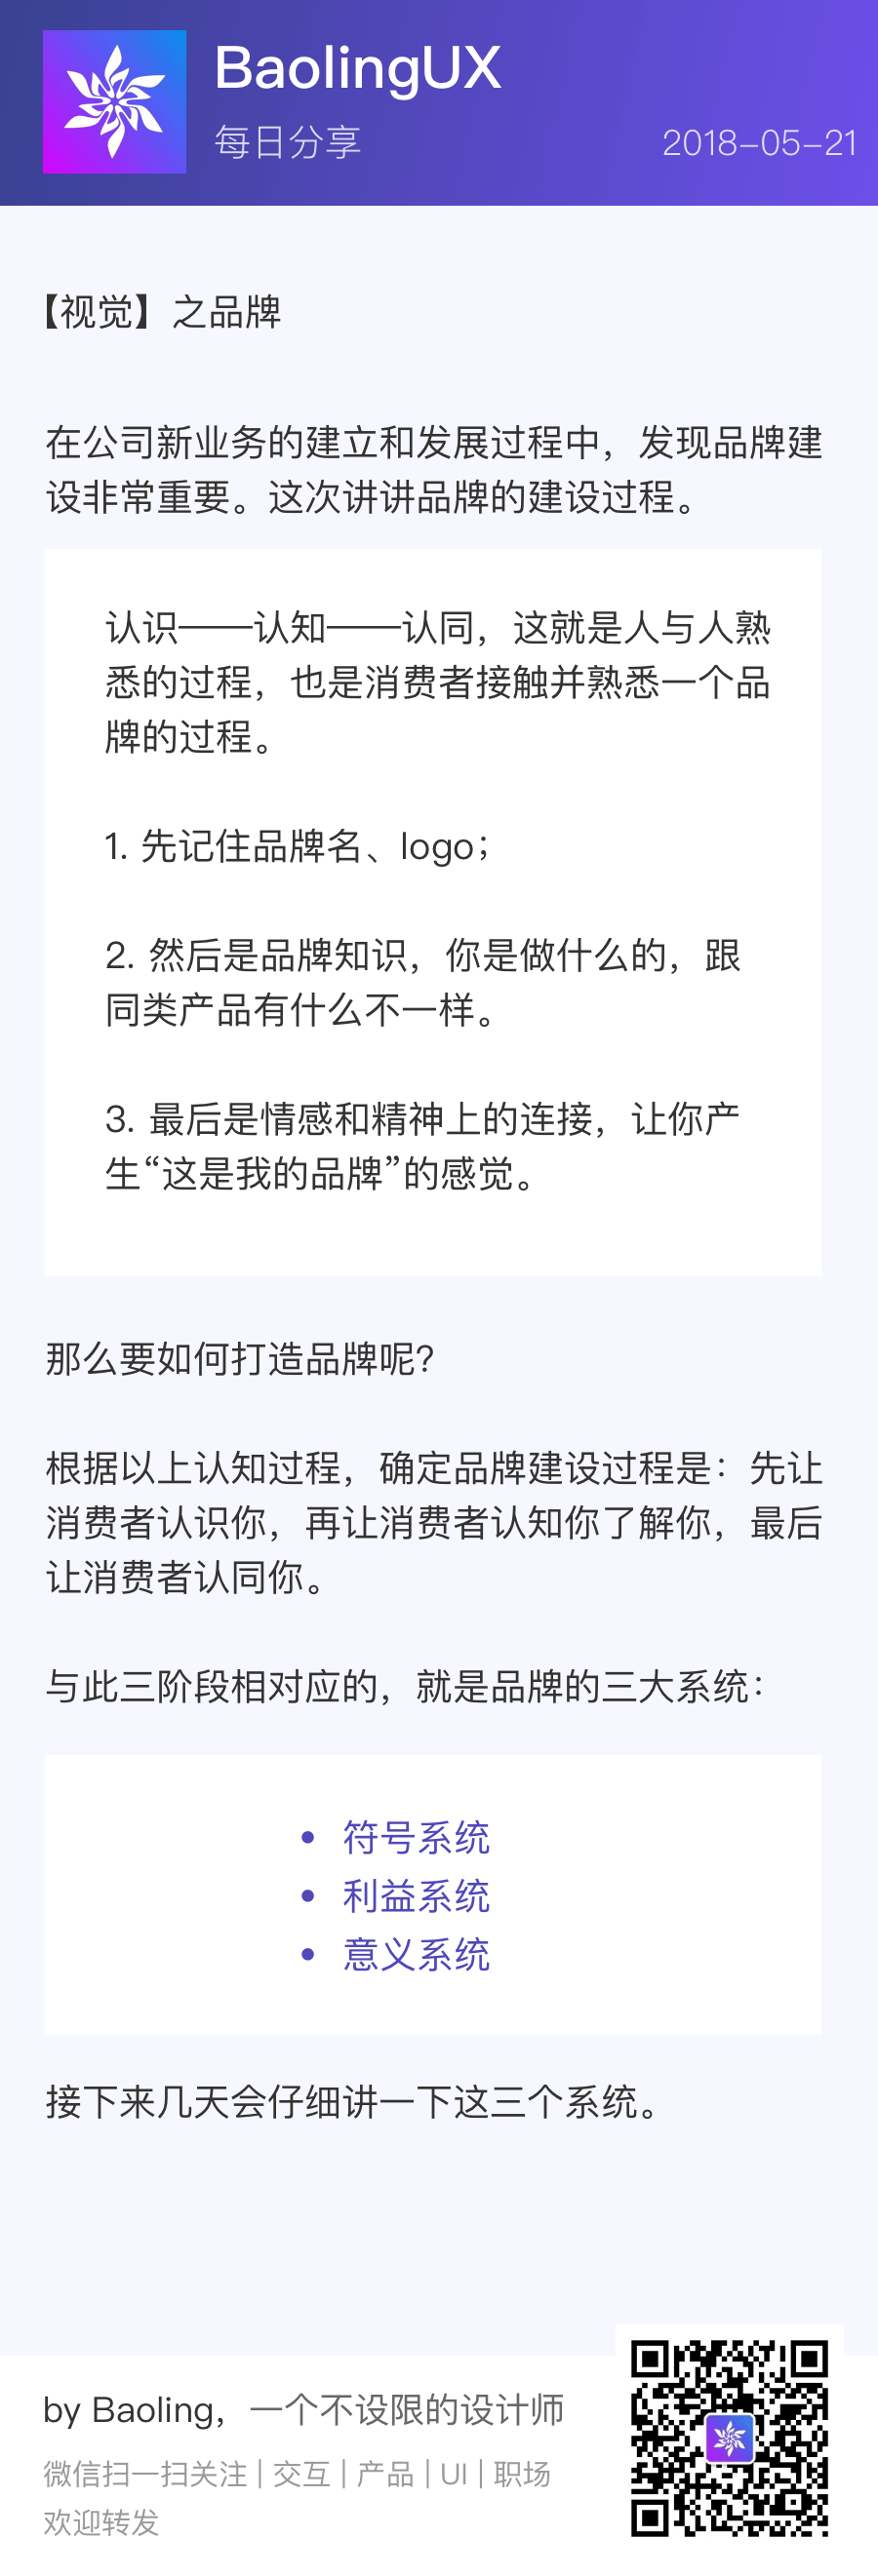 BaolingUX
每日分享
2018-05-21
【视觉】之品牌
在公司新业务的建立和发展过程中，发现品牌建
设非常重要。这次讲讲品牌的建设过程。
认识——认知——认同，这就是人与人熟
悉的过程，也是消费者接触并熟悉一个品
牌的过程。
1. 先记住品牌名、logo；
2. 然后是品牌知识，你是做什么的，跟
同类产品有什么不一样。
3. 最后是情感和精神上的连接，让你产
生“这是我的品牌”的感觉。
那么要如何打造品牌呢？
根据以上认知过程，确定品牌建设过程是：先让
消费者认识你，再让消费者认知你了解你，最后
让消费者认同你。
与此三阶段相对应的，就是品牌的三大系统：
• 符号系统
• 利益系统
• 意义系统
接下来几天会仔细讲一下这三个系统。
by Baoling，一个不设限的设计师
微信扫一扫关注 | 交互 | 产品 | UI | 职场
欢迎转发